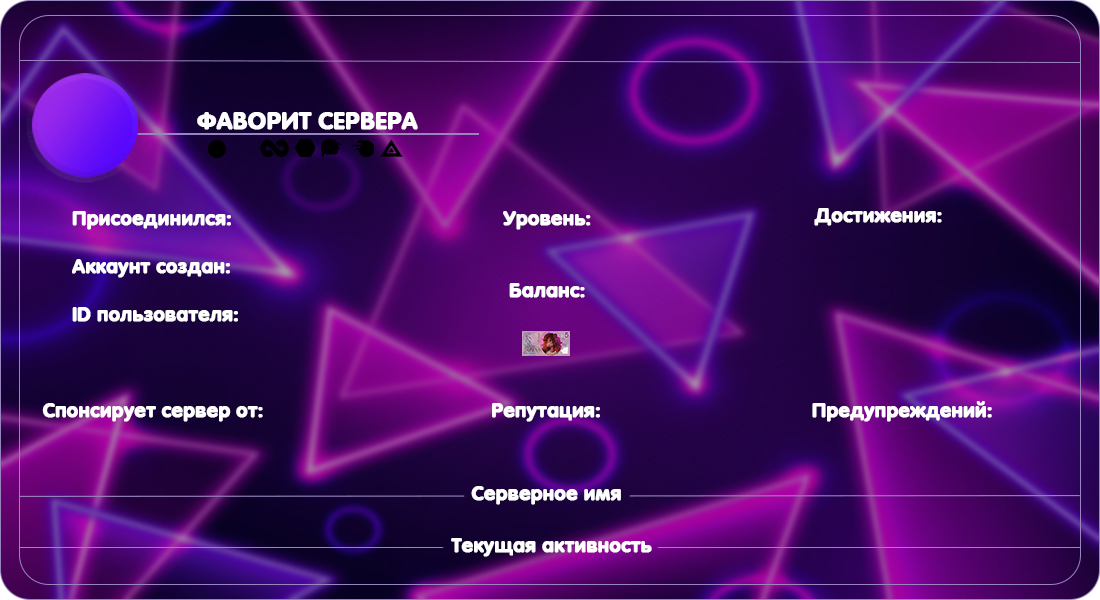 ФАВОРИТ СЕРВЕРА
Присоединился:
Уровень:
Достижения:
Аккаунт создан:
Баланс:
ID пользователя:
Спонсирует сервер от:
Репутация:
Предупреждений:
Серверное имя
Текущая активность